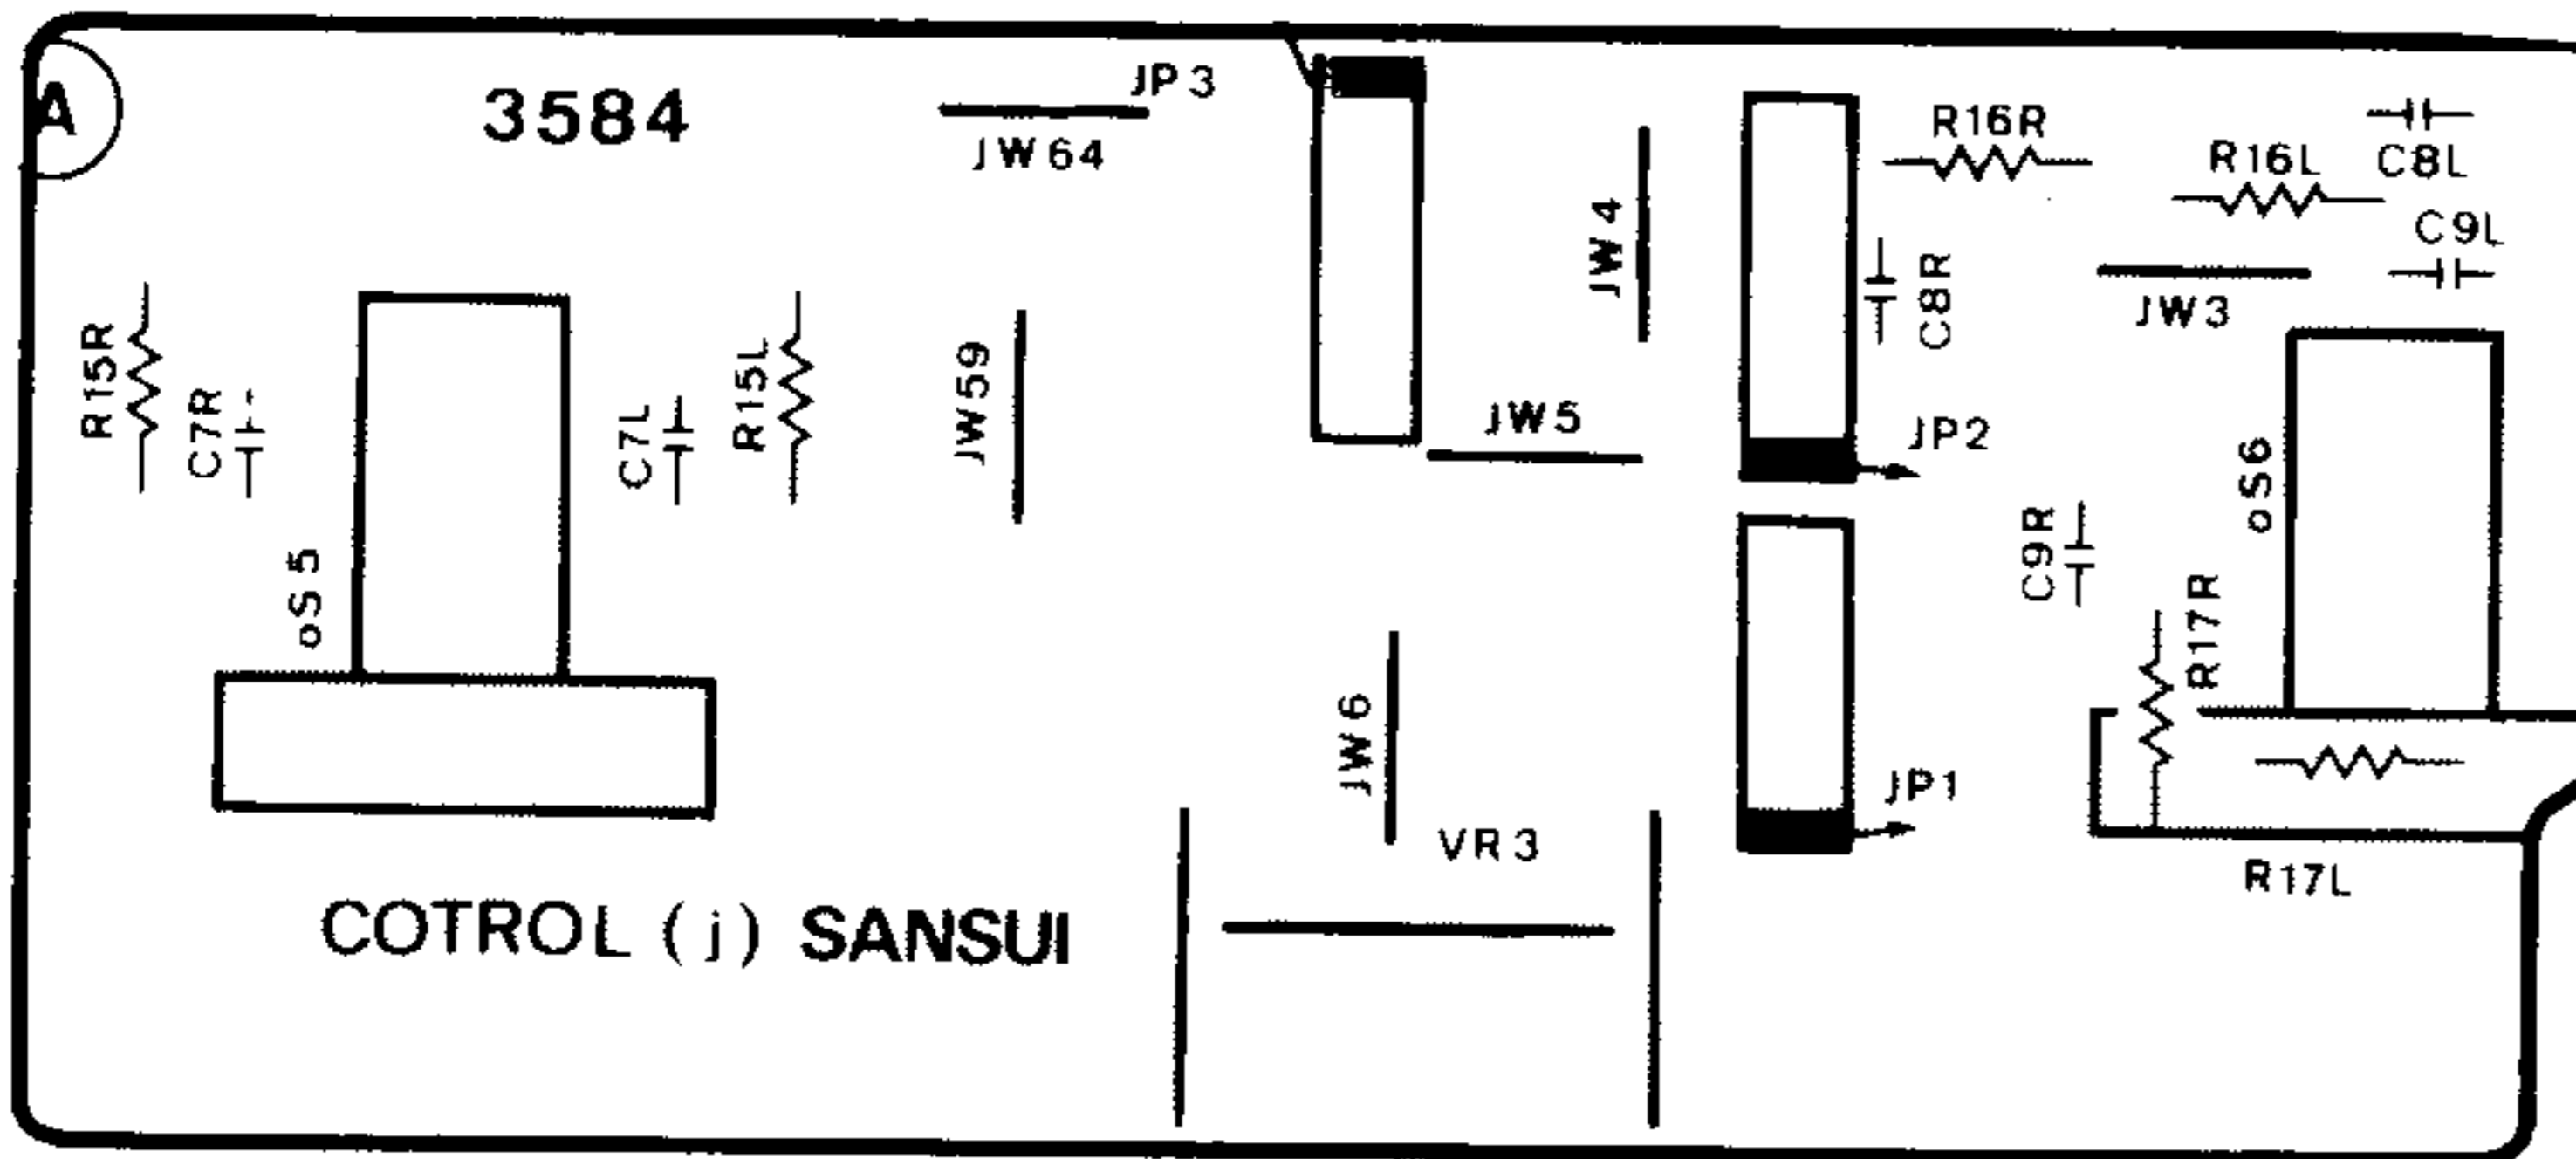 A
3584
JP3
JW64
R16R
R16L
C8L
C9L
JW4
C8R
JW3
R15R
C7R
C7L
R15L
JW59
JW5
JP2
oS6
oS5
C9R
R17R
JW6
VR3
JP1
R17L
COTROL (j) SANSUI